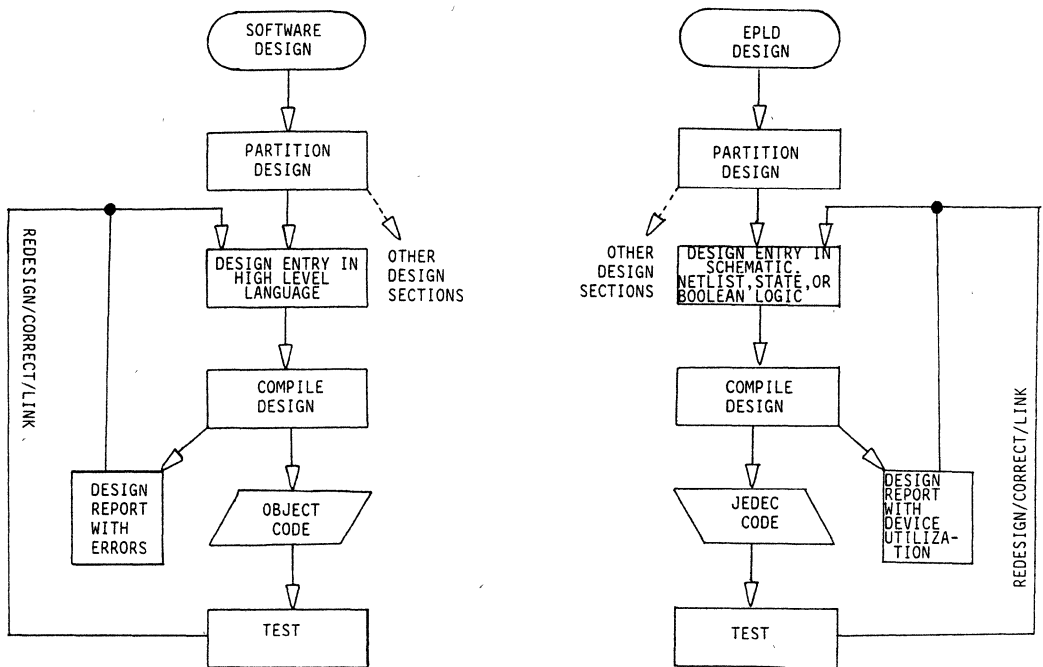 SOFTWARE
DESIGN
PARTITION
DESIGN
OTHER
DESIGN
SECTIONS
DESIGN ENTRY IN
HIGH LEVEL
LANGUAGE
COMPILE
DESIGN
DESIGN
REPORT
WITH
ERRORS
OBJECT
CODE
TEST
REDESIGN/CORRECT/LINK
EPLD
DESIGN
PARTITION
DESIGN
OTHER
DESIGN
SECTIONS
DESIGN ENTRY IN
SCHEMATIC,
NETLIST,STATE,OR
BOOLEAN LOGIC
COMPILE
DESIGN
JEDEC
CODE
DESIGN
REPORT
WITH
DEVICE
UTILIZA-
TION
TEST
REDESIGN/CORRECT/LINK